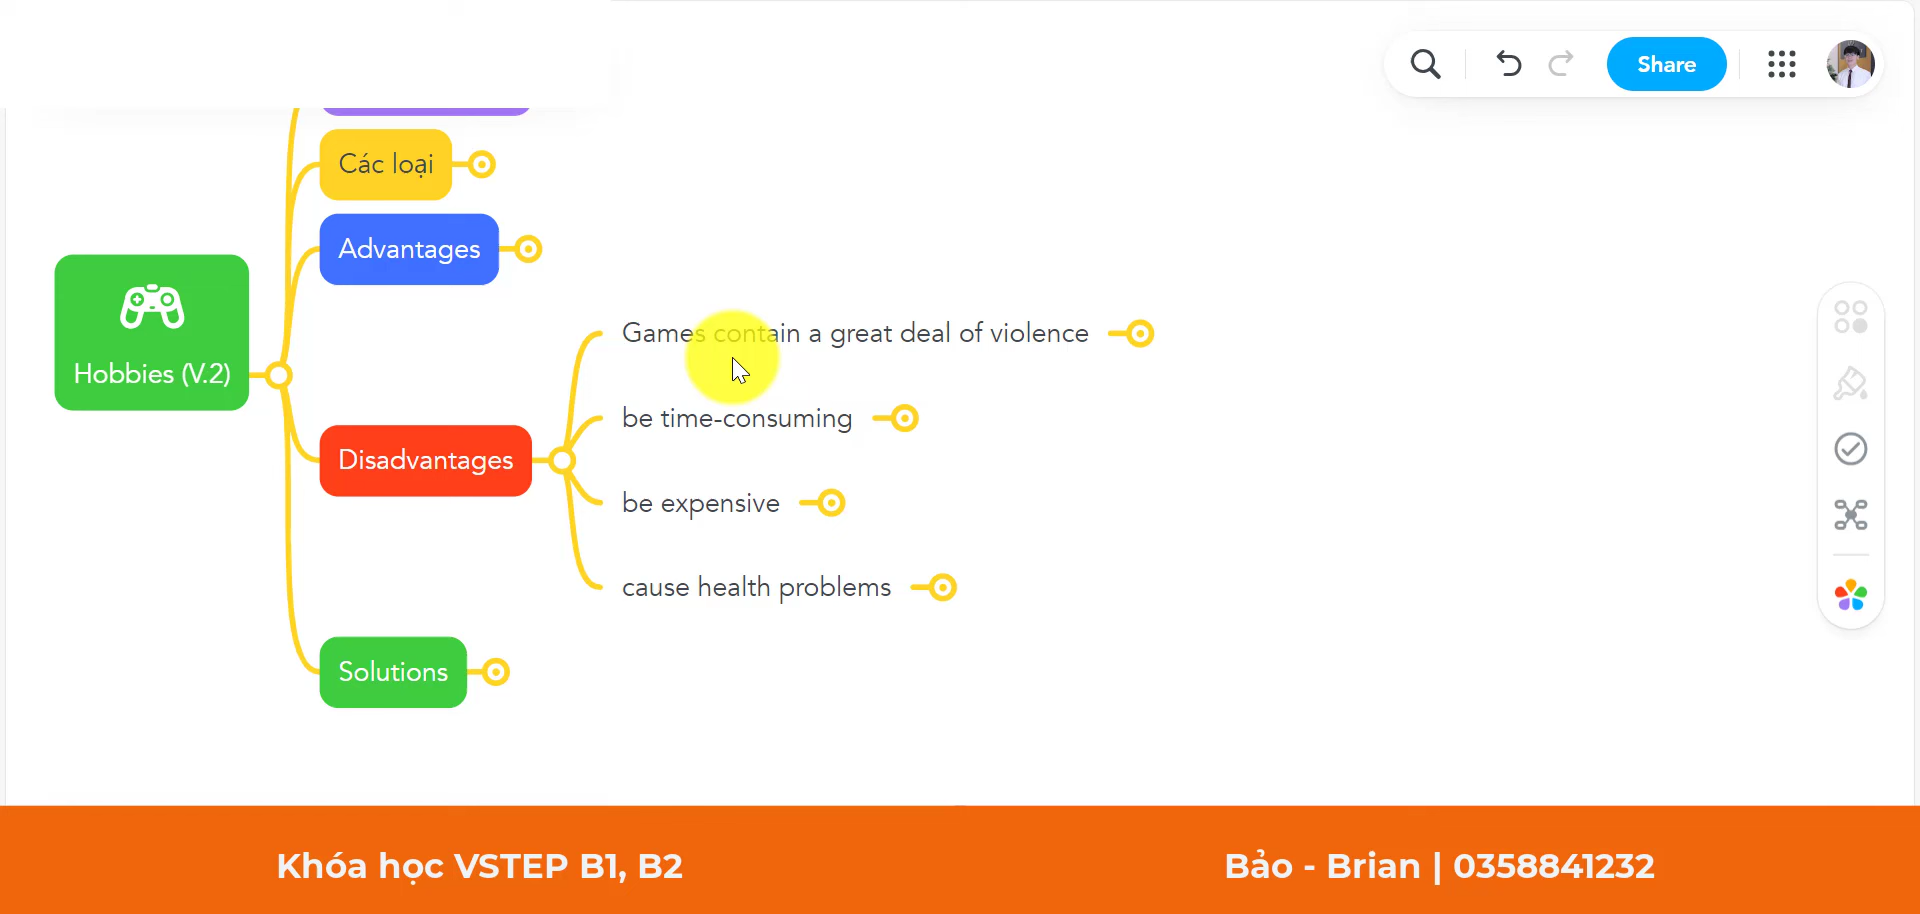 Share
Các loại
Advantages
Hobbies (V.2)
Games contain a great deal of violence
be time-consuming
Disadvantages
be expensive
cause health problems
Solutions
Khóa học VSTEP B1, B2
Bảo - Brian | 0358841232